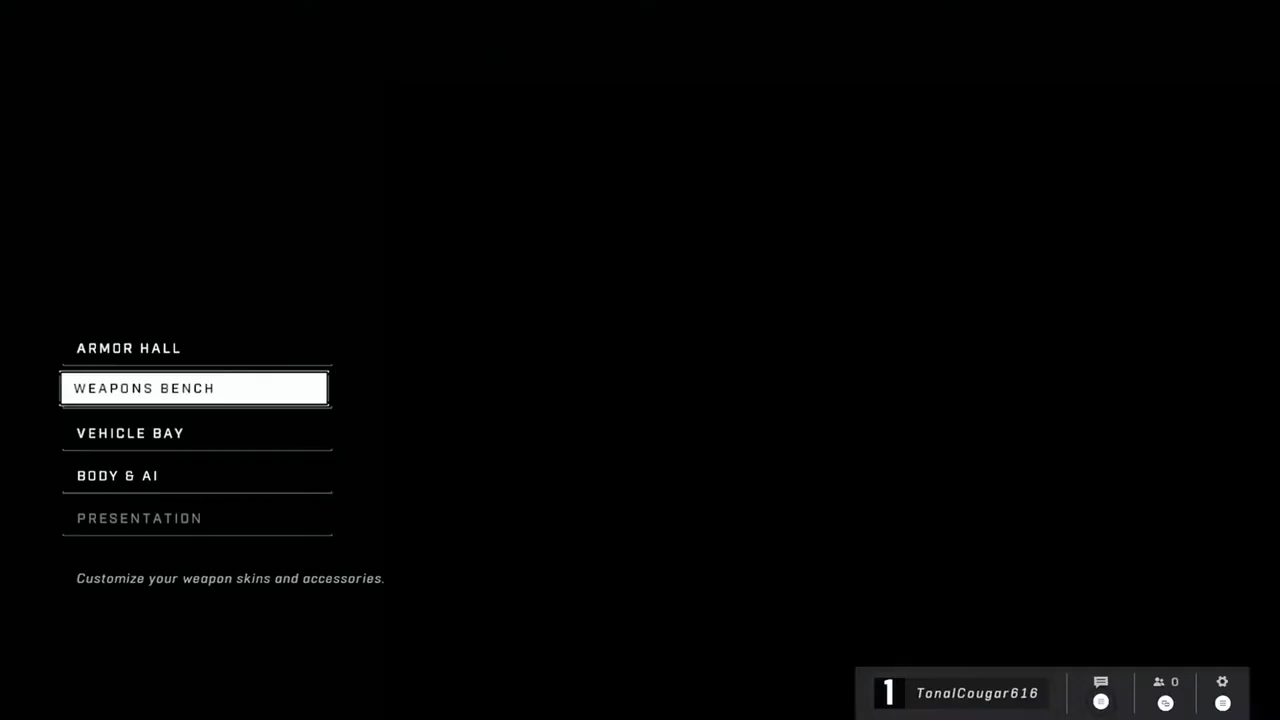 ARMOR HALL
WEAPONS BENCH
VEHICLE BAY
BODY & AI
PRESENTATION
Customize your weapon skins and accessories.
1 TonalCougar616 0